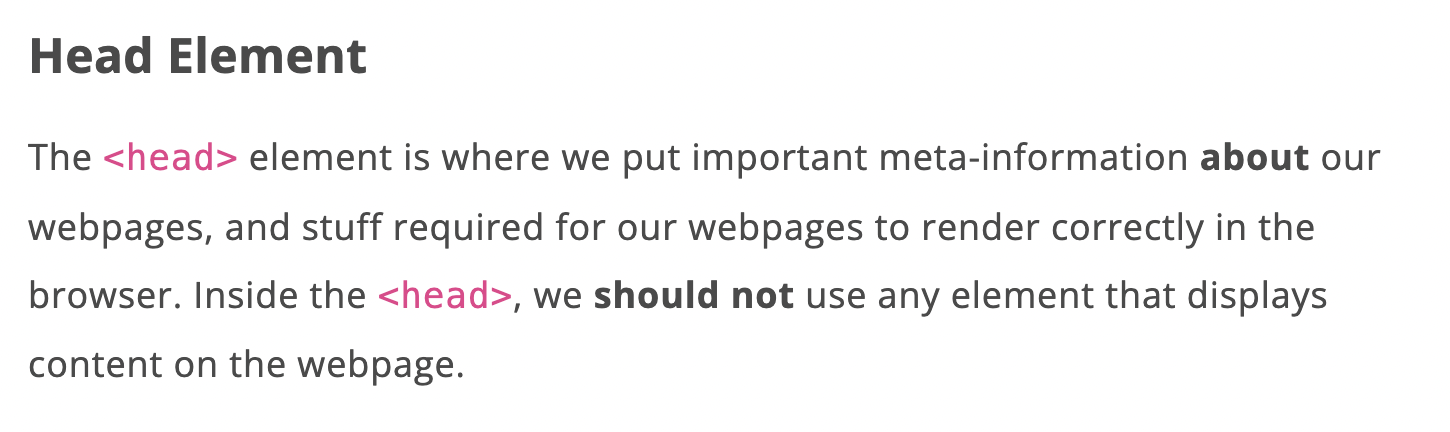 Head Element
The <head> element is where we put important meta-information about our
webpages, and stuff required for our webpages to render correctly in the
browser. Inside the <head>, we should not use any element that displays
content on the webpage.